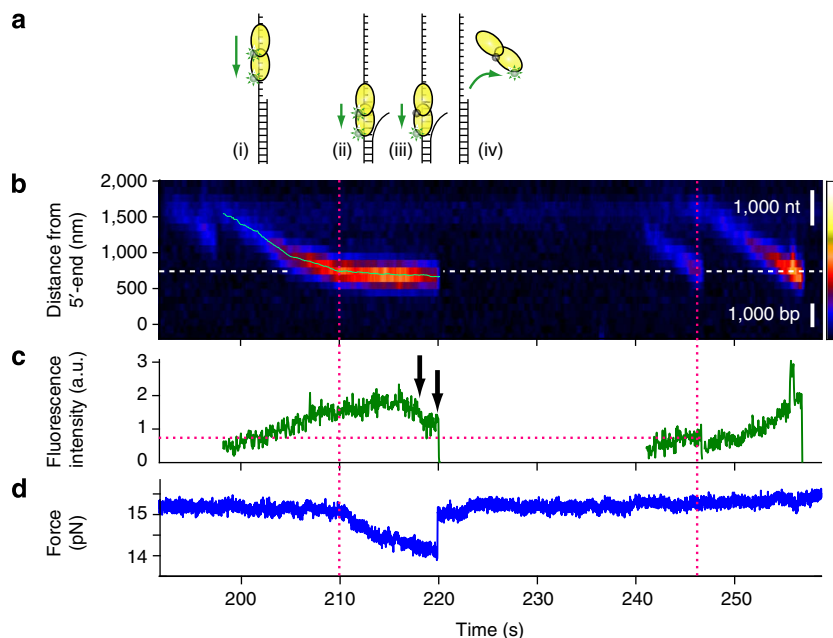 a
(i)
(ii)
(iii)
(iv)
b
Distance from
5′-end (nm)
2,000
1,500
1,000
500
0
1,000 nt
1,000 bp
c
Fluorescence
intensity (a.u.)
3
2
1
0
d
Force
(pN)
15
14
200
210
220
230
240
250
Time (s)